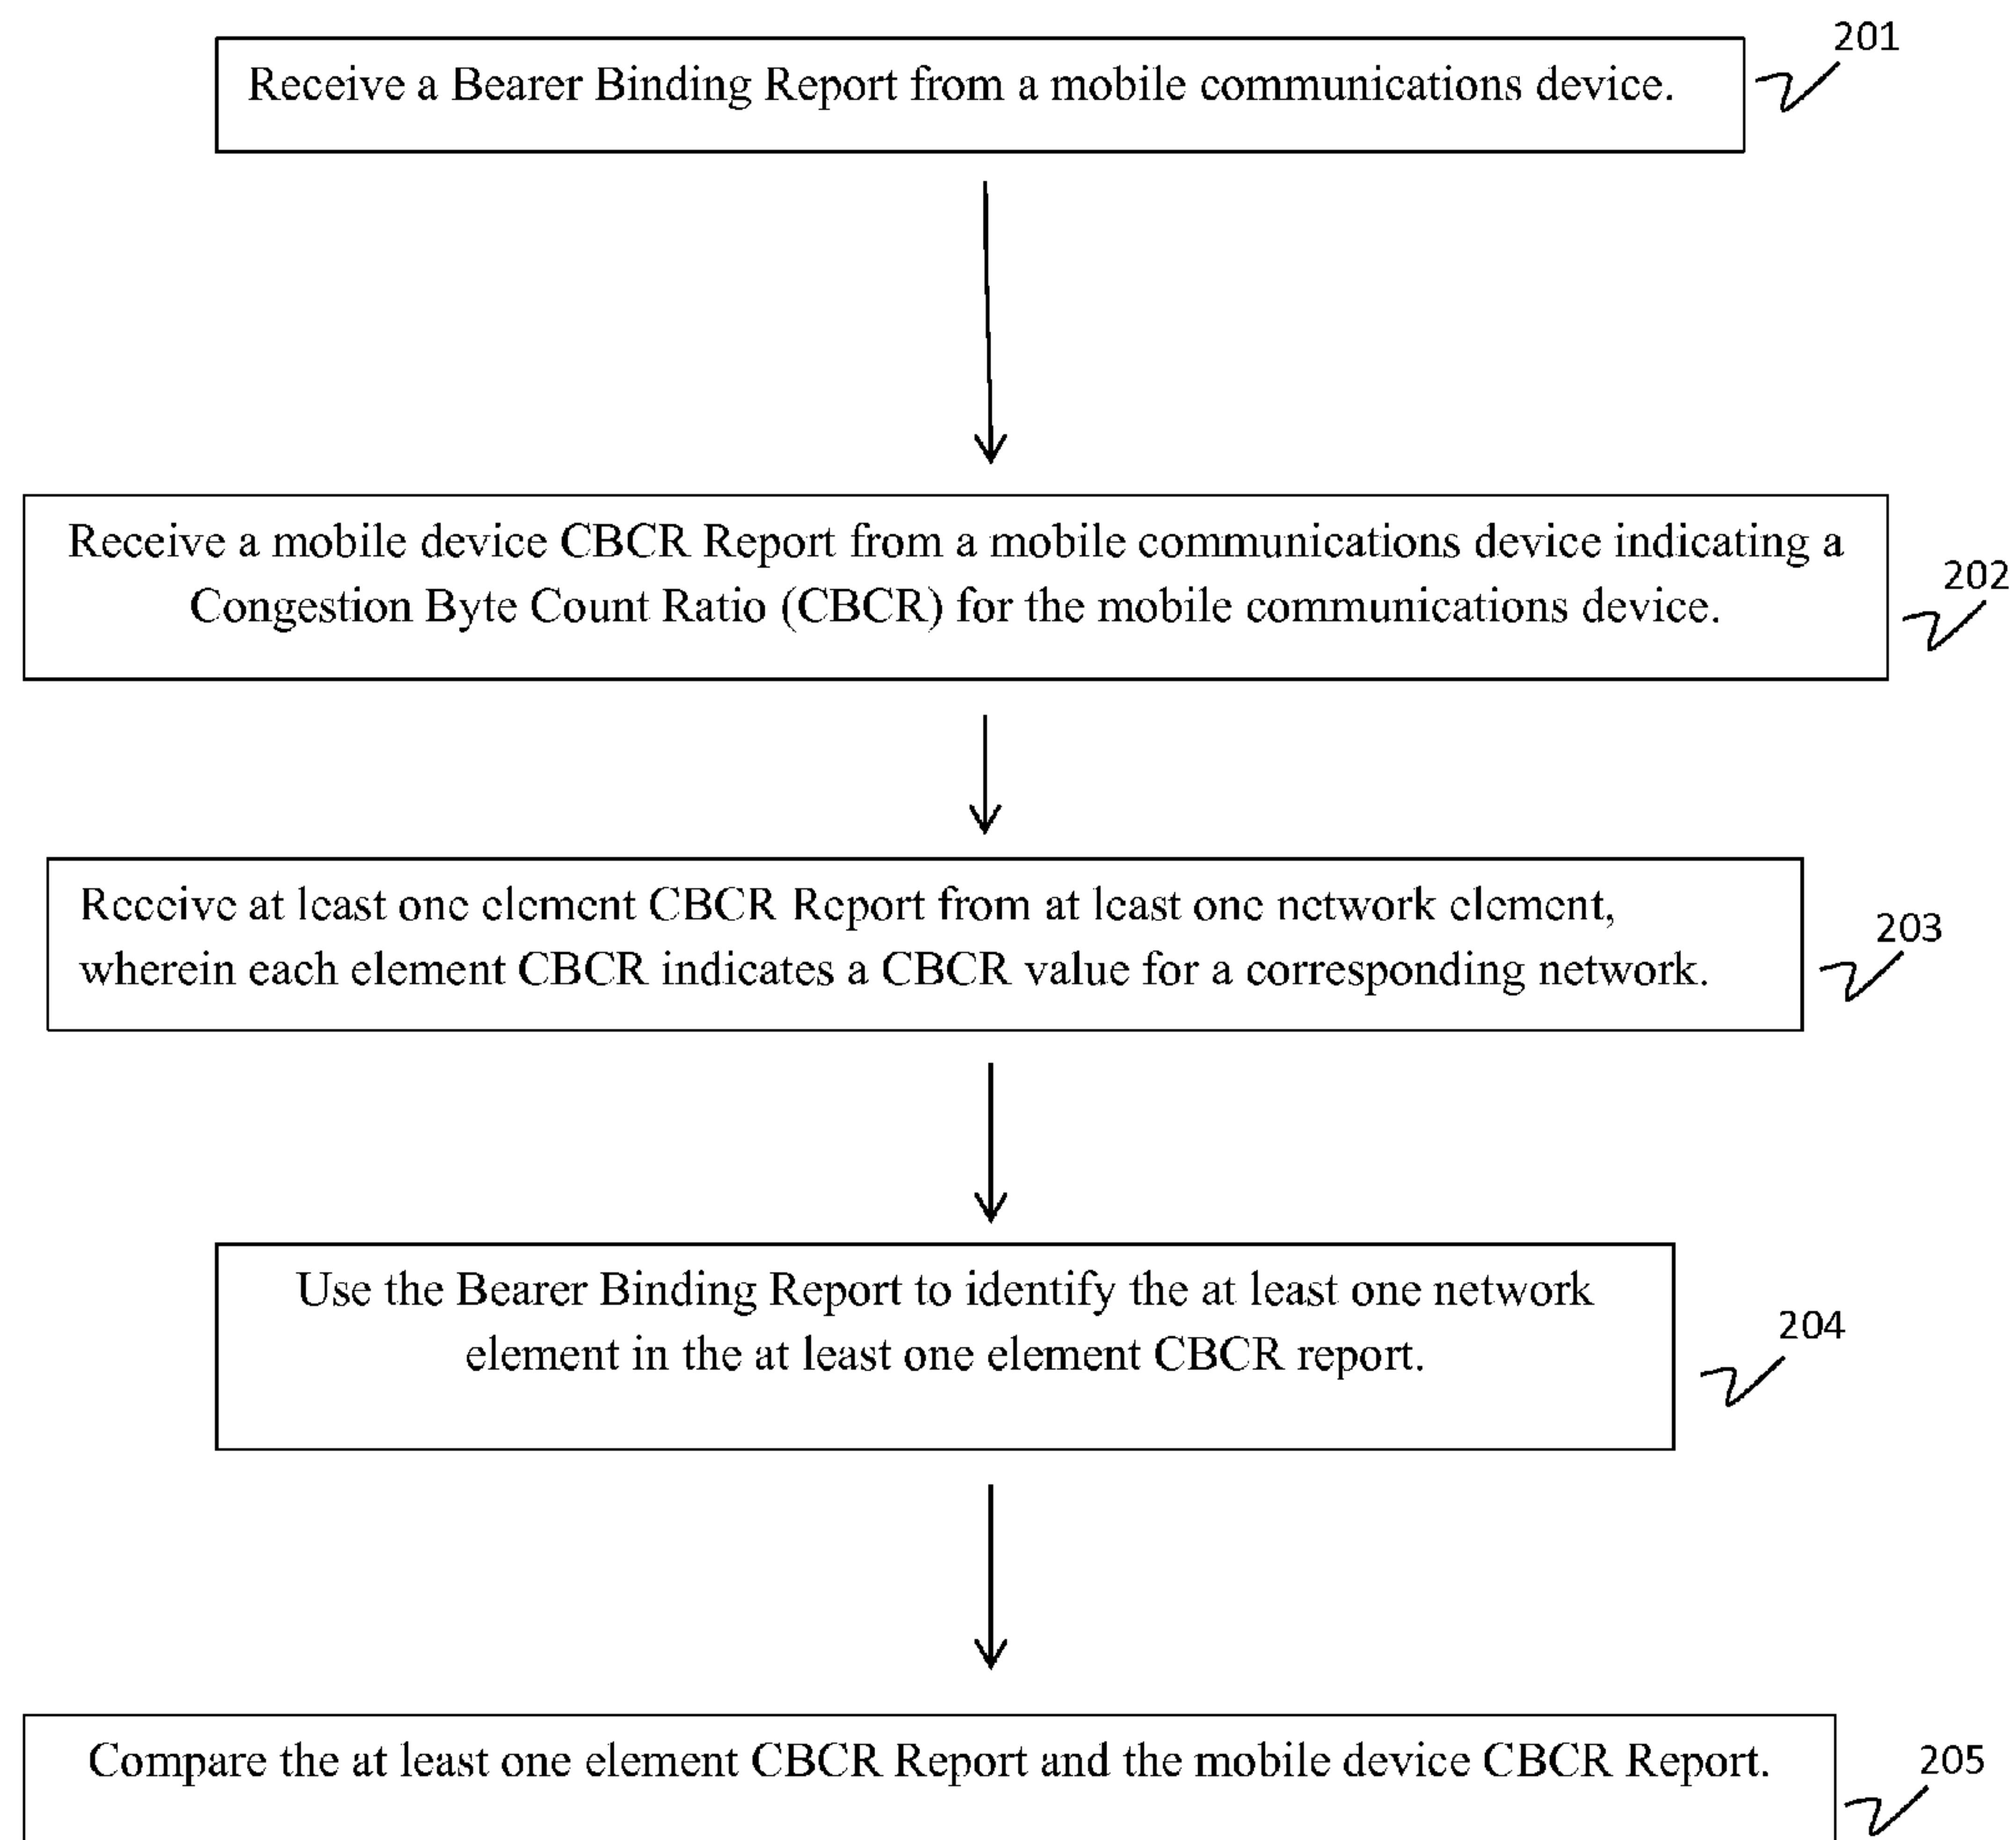 201
Receive a Bearer Binding Report from a mobile communications device.
Receive a mobile device CBCR Report from a mobile communications device indicating a
Congestion Byte Count Ratio (CBCR) for the mobile communications device.
202
Receive at least one element CBCR Report from at least one network element,
wherein each element CBCR indicates a CBCR value for a corresponding network.
203
Use the Bearer Binding Report to identify the at least one network
element in the at least one element CBCR report.
204
Compare the at least one element CBCR Report and the mobile device CBCR Report.
205